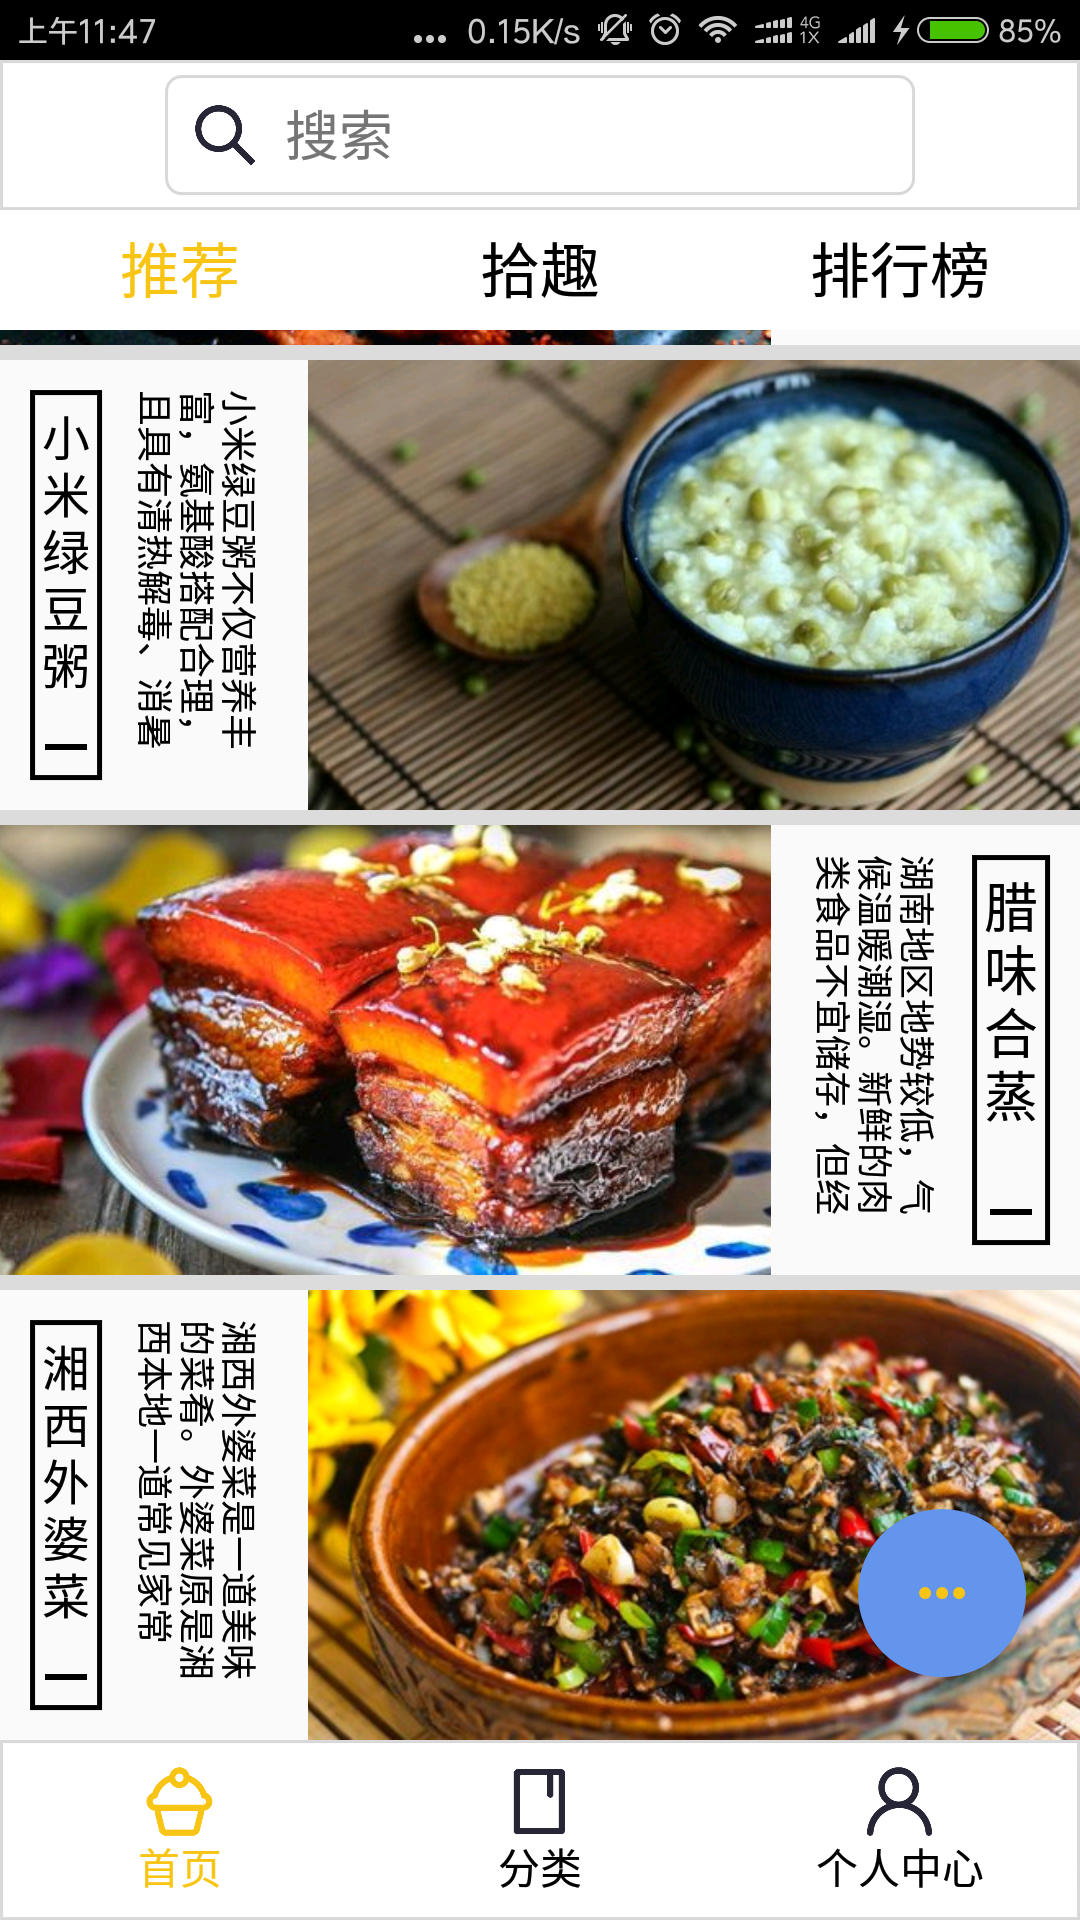 上午11:47
... 0.15K/s
4G
1X
85%
搜索
推荐
拾趣
排行榜
小米绿豆粥
小米绿豆粥不仅营养丰
富，氨基酸搭配合理，
且具有清热解毒、消暑
腊味合蒸
湖南地区地势较低，气
候温暖潮湿。新鲜的肉
类食品不宜储存，但经
湘西外婆菜
湘西外婆菜是一道美味
的菜肴。外婆菜原是湘
西本地一道常见家常
首页
分类
个人中心